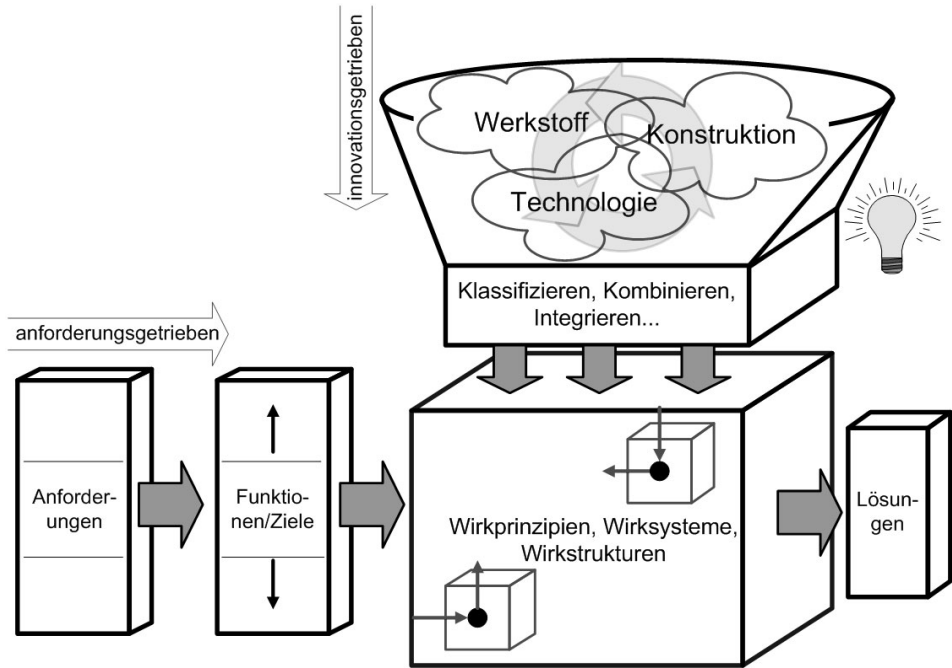 innovationsgetrieben
Werkstoff
Konstruktion
Technologie
Klassifizieren, Kombinieren,
Integrieren...
anforderungsgetrieben
Anforder-
ungen
Funktio-
nen/Ziele
Wirkprinzipien, Wirksysteme,
Wirkstrukturen
Lösun-
gen